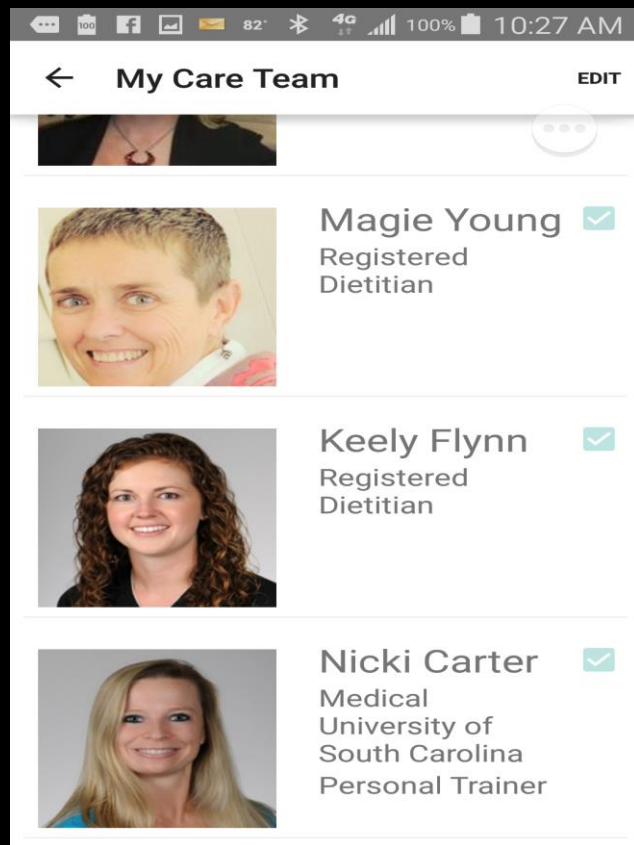 100 82° 4G 100% 10:27 AM
My Care Team EDIT
Magie Young
Registered
Dietitian
Keely Flynn
Registered
Dietitian
Nicki Carter
Medical
University of
South Carolina
Personal Trainer